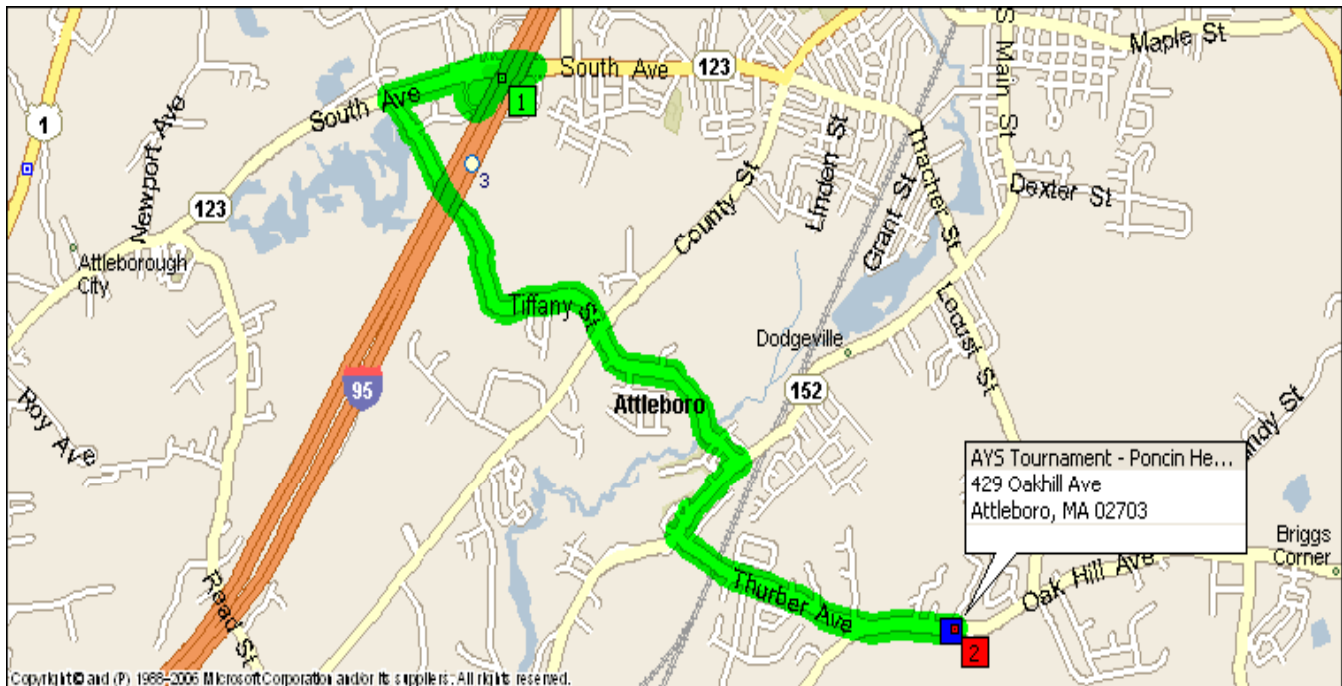 1
Newport Ave
South Ave
123
Attleborough
City
Roy Ave
Read St
95
3
1
South Ave
123
Maple St
S Main St
Thacher St
Dexter St
Linden St
Grant St
County St
Tiffany St
Attleboro
Dodgeville
152
Locust St
ndy St
AYS Tournament - Poncin He...
429 Oakhill Ave
Attleboro, MA 02703
Briggs
Corner
Oak Hill Ave
Thurber Ave
2
Copyright © and (P) 1988–2006 Microsoft Corporation and/or its suppliers. All rights reserved.